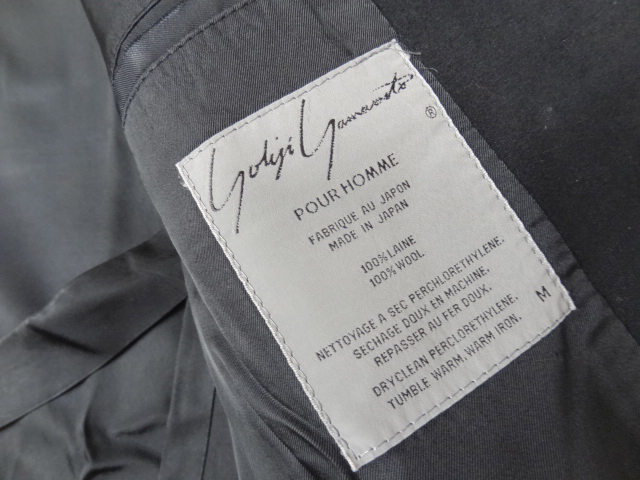 Yohji Yamamoto
®
POUR HOMME
FABRIQUE AU JAPON
MADE IN JAPAN
100% LAINE
100% WOOL
NETTOYAGE A SEC PERCHLORETHYLENE.
SECHAGE DOUX EN MACHINE.
REPASSER AU FER DOUX.
DRYCLEAN PERCLORETHYLENE.
TUMBLE WARM. WARM IRON.
M